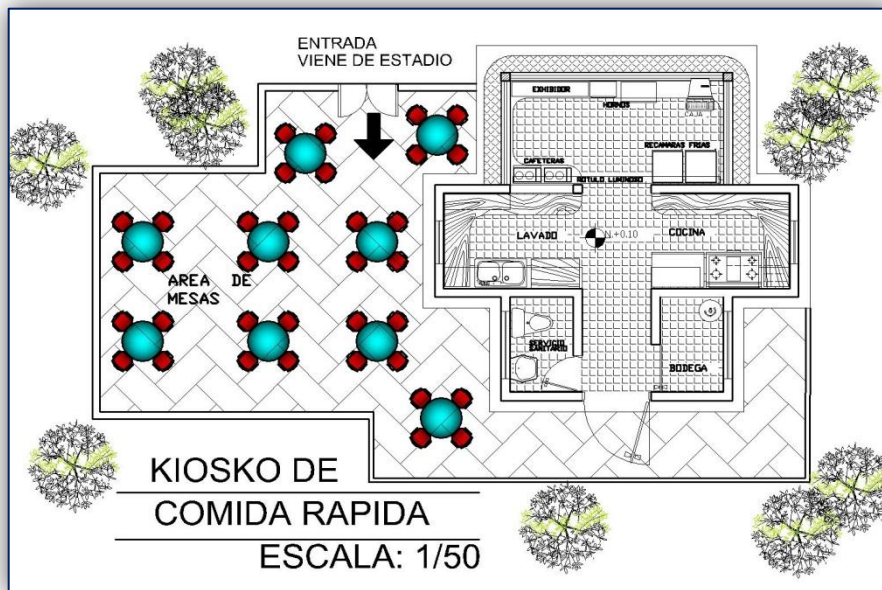 ENTRADA
VIENE DE ESTADIO
EXHIBIDOR
HORNOS
CAJA
CAFETERAS
RECAMARAS FRIAS
ROTULO LUMINOSO
LAVADO
N.+0.10
COCINA
AREA DE
MESAS
SERVICIO
SANITARIO
BODEGA
KIOSKO DE
COMIDA RAPIDA
ESCALA: 1/50